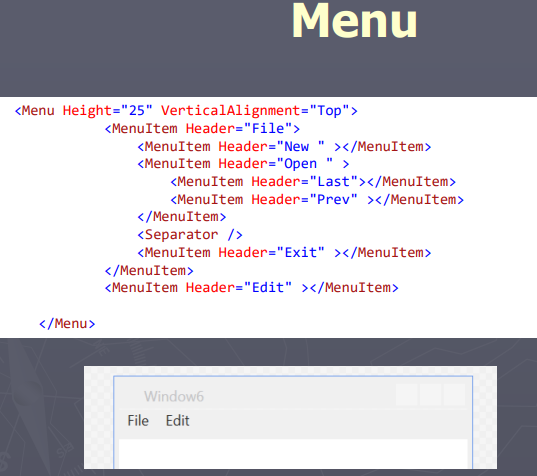 Menu
<Menu Height="25" VerticalAlignment="Top">
<MenuItem Header="File">
<MenuItem Header="New " ></MenuItem>
<MenuItem Header="Open " >
<MenuItem Header="Last"></MenuItem>
<MenuItem Header="Prev" ></MenuItem>
</MenuItem>
<Separator />
<MenuItem Header="Exit" ></MenuItem>
</MenuItem>
<MenuItem Header="Edit" ></MenuItem>
</Menu>
Window6
File Edit